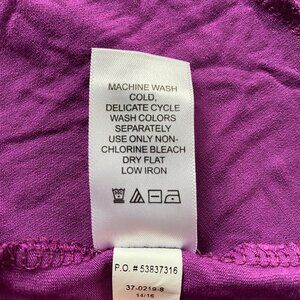 MACHINE WASH
COLD,
DELICATE CYCLE
WASH COLORS
SEPARATELY
USE ONLY NON-
CHLORINE BLEACH
DRY FLAT
LOW IRON
P.O. # 53837316
37-0219-8
14/16